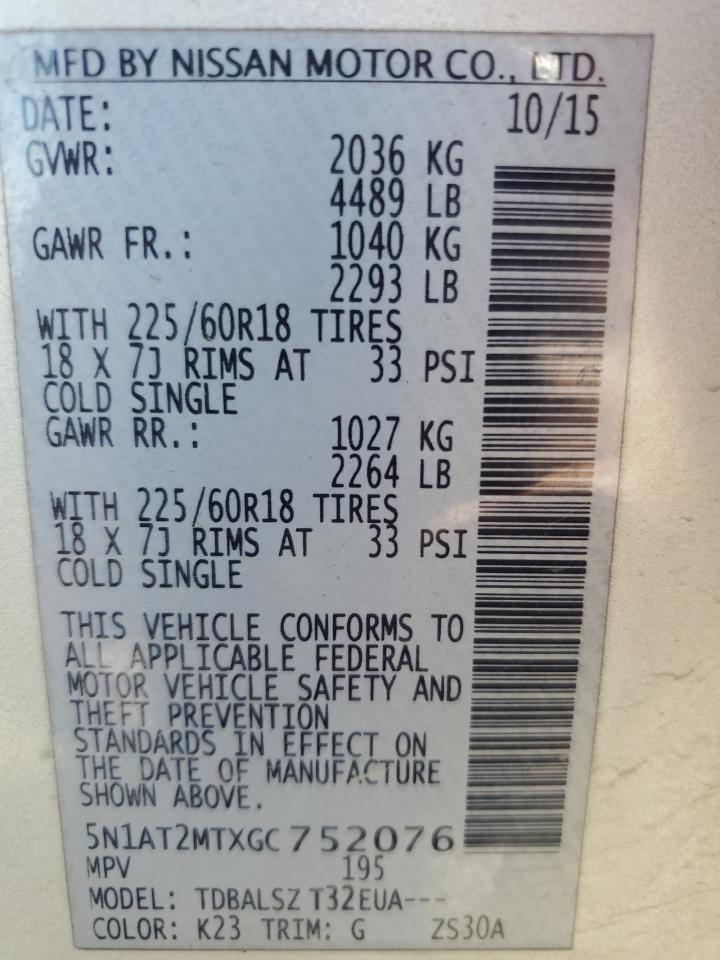 MFD BY NISSAN MOTOR CO., LTD.
DATE: 10/15
GVWR: 2036 KG
4489 LB
GAWR FR.: 1040 KG
2293 LB
WITH 225/60R18 TIRES
18 X 7J RIMS AT 33 PSI
COLD SINGLE
GAWR RR.: 1027 KG
2264 LB
WITH 225/60R18 TIRES
18 X 7J RIMS AT 33 PSI
COLD SINGLE
THIS VEHICLE CONFORMS TO
ALL APPLICABLE FEDERAL
MOTOR VEHICLE SAFETY AND
THEFT PREVENTION
STANDARDS IN EFFECT ON
THE DATE OF MANUFACTURE
SHOWN ABOVE.
5N1AT2MTXGC752076
MPV 195
MODEL: TDBALSZ T32EUA---
COLOR: K23 TRIM: G ZS30A